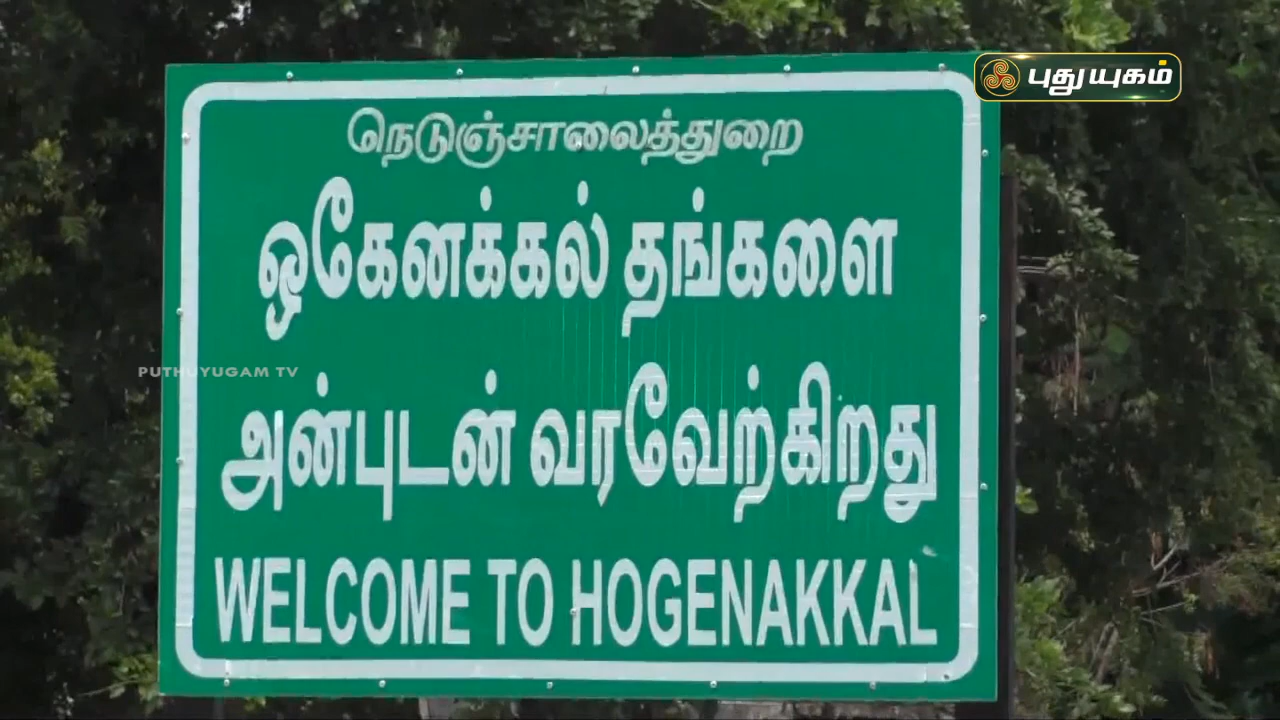 புதுயுகம்
நெடுஞ்சாலைத்துறை
ஒகேனக்கல் தங்களை
PUTHUYUGAM TV
அன்புடன் வரவேற்கிறது
WELCOME TO HOGENAKKAL